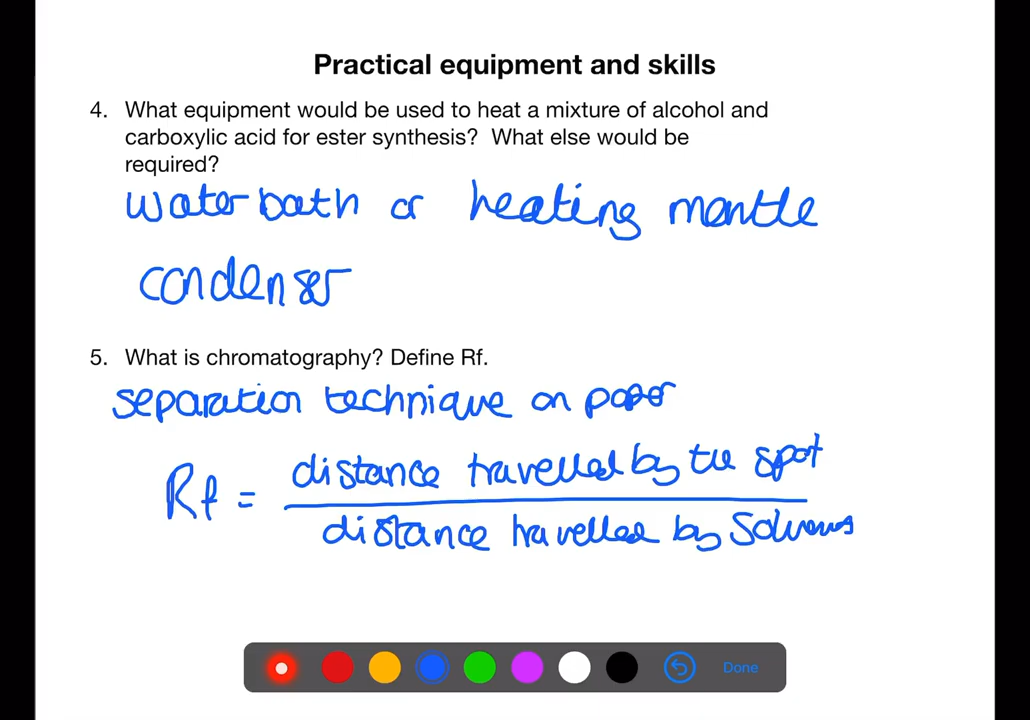 Practical equipment and skills
4. What equipment would be used to heat a mixture of alcohol and
carboxylic acid for ester synthesis? What else would be
required?
water bath or heating mantle
condenser
5. What is chromatography? Define Rf.
separation technique on paper
distance travelled by the spot
Rf =
distance travelled by solvent
Done